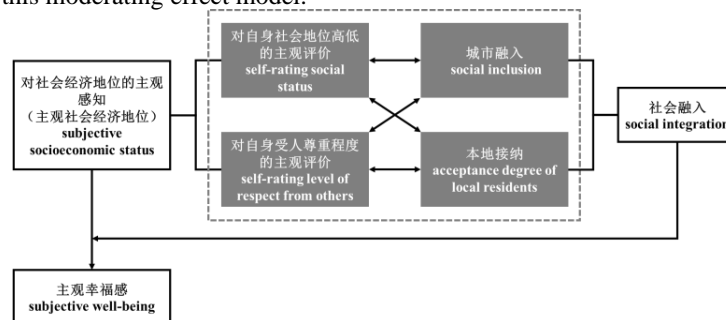 this moderating effect model.
对自身社会地位高低
的主观评价
self-rating social
status
城市融入
social inclusion
对社会经济地位的主观
感知
（主观社会经济地位）
subjective
socioeconomic status
社会融入
social integration
对自身受人尊重程度
的主观评价
self-rating level of
respect from others
本地接纳
acceptance degree of
local residents
主观幸福感
subjective well-being